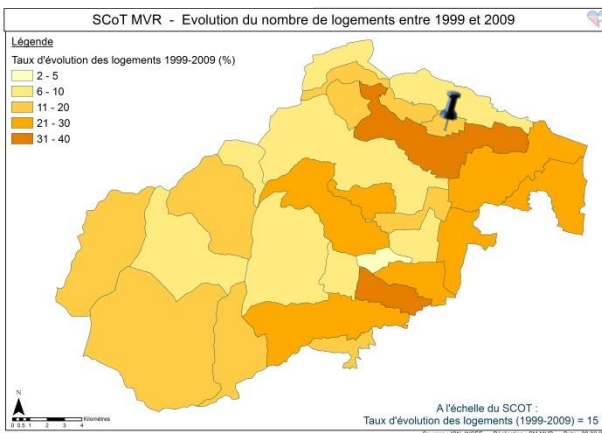 SCoT MVR - Evolution du nombre de logements entre 1999 et 2009
Légende
Taux d'évolution des logements 1999-2009 (%)
2 - 5
6 - 10
11 - 20
21 - 30
31 - 40
N
0 0.5 1 2 3 4
Kilomètres
A l'échelle du SCOT :
Taux d'évolution des logements (1999-2009) = 15